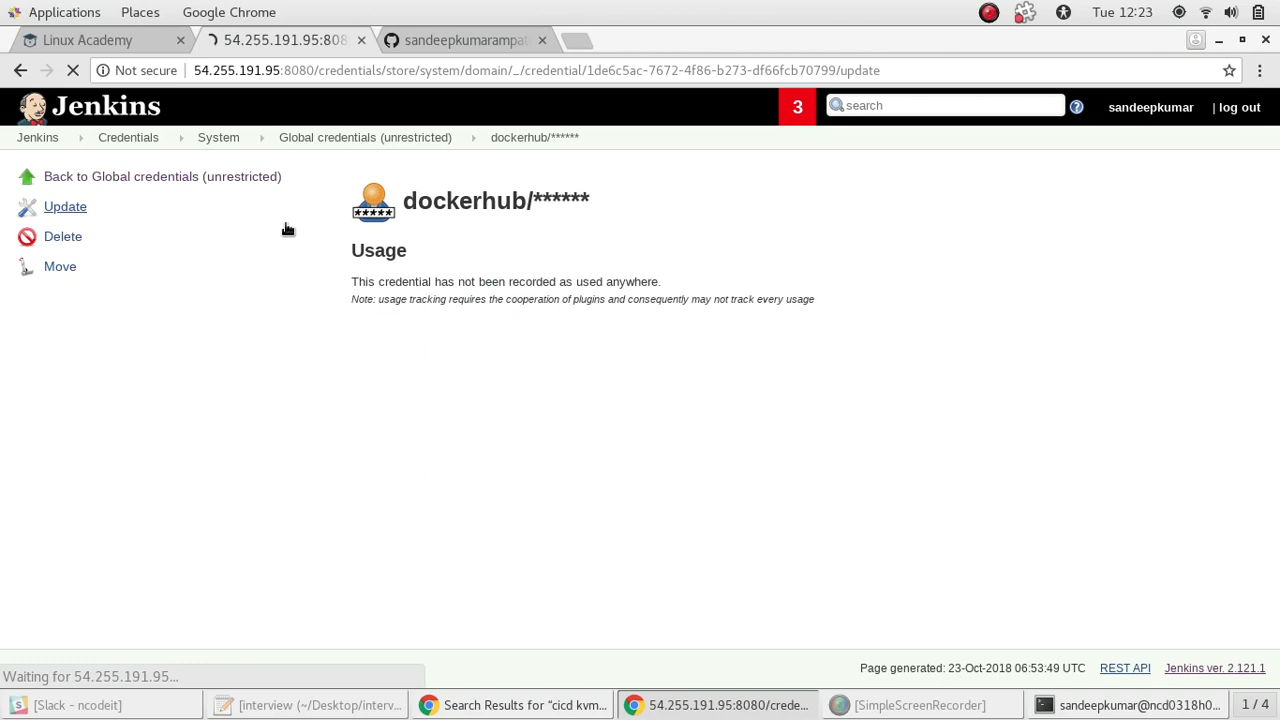 Applications Places Google Chrome Tue 12:23
Linux Academy 54.255.191.95:808 sandeepkumarampat
Not secure 54.255.191.95:8080/credentials/store/system/domain/_/credential/1de6c5ac-7672-4f86-b273-df66fcb70799/update
Jenkins 3 search ? sandeepkumar | log out
Jenkins Credentials System Global credentials (unrestricted) dockerhub/******
Back to Global credentials (unrestricted)
Update
Delete
Move
dockerhub/******
Usage
This credential has not been recorded as used anywhere.
Note: usage tracking requires the cooperation of plugins and consequently may not track every usage
Page generated: 23-Oct-2018 06:53:49 UTC REST API Jenkins ver. 2.121.1
Waiting for 54.255.191.95...
[Slack - ncodeit] [interview (~/Desktop/interv... Search Results for "cicd kvm... 54.255.191.95:8080/crede... [SimpleScreenRecorder] sandeepkumar@ncd0318h0... 1 / 4